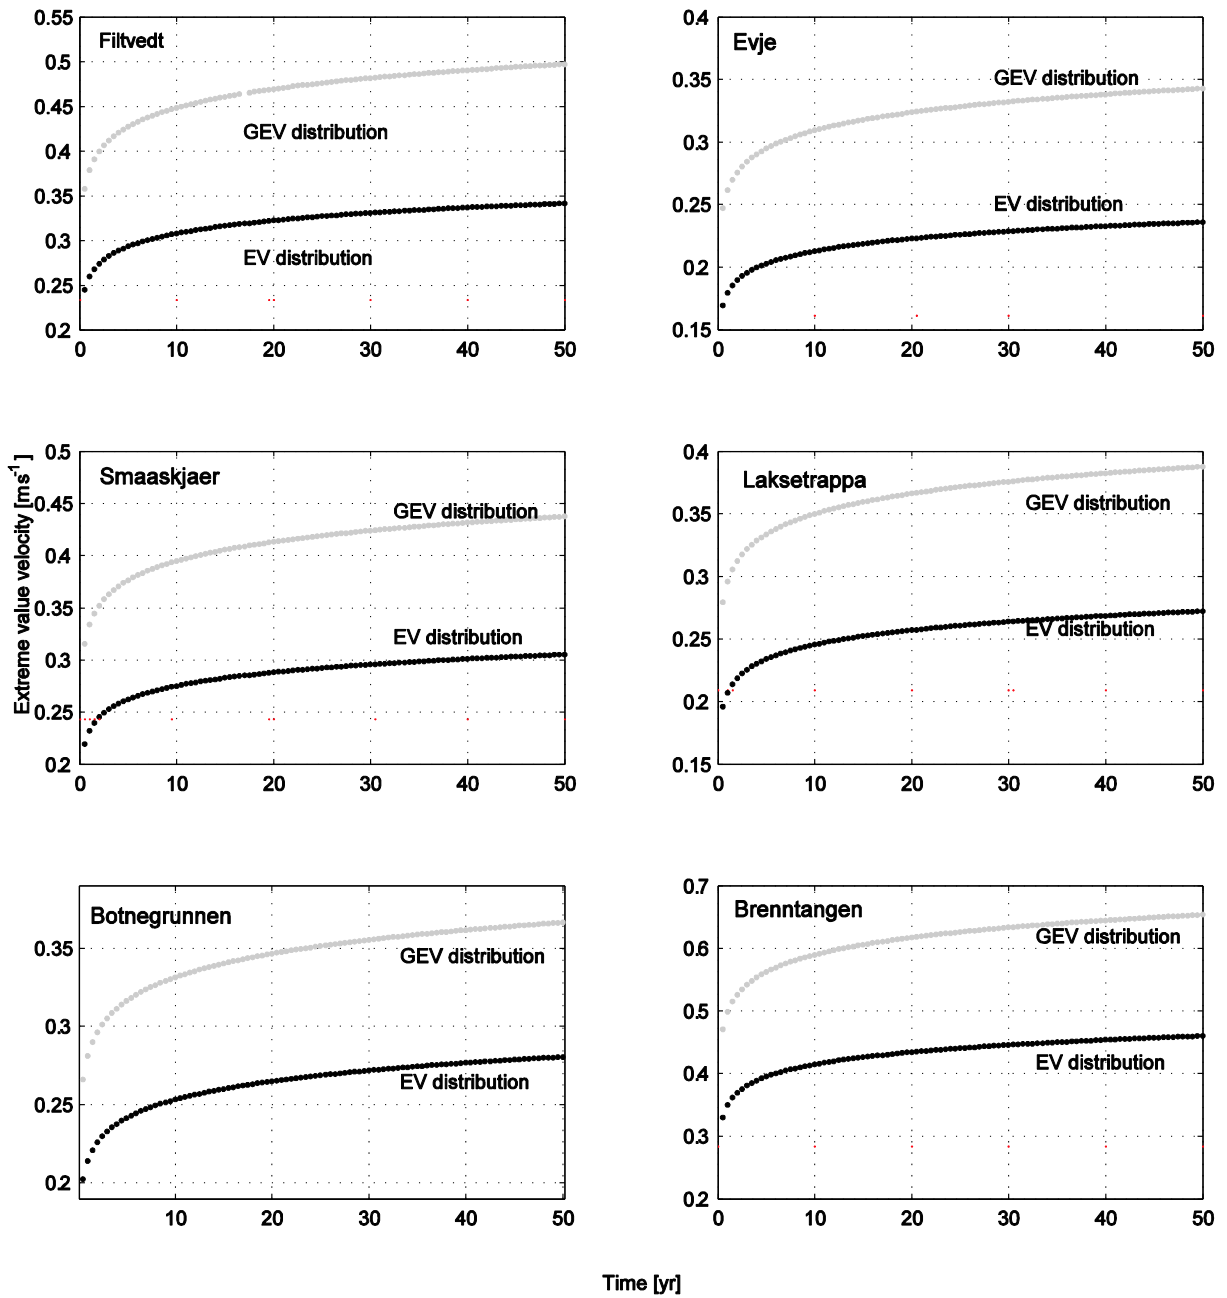 Filtvedt
0.55
0.5
0.45
0.4
0.35
0.3
0.25
0.2
GEV distribution
EV distribution
0 10 20 30 40 50
Evje
0.4
0.35
0.3
0.25
0.2
0.15
GEV distribution
EV distribution
0 10 20 30 40 50
Extreme value velocity [ms-1]
Smaaskjaer
0.5
0.45
0.4
0.35
0.3
0.25
0.2
GEV distribution
EV distribution
0 10 20 30 40 50
Laksetrappa
0.4
0.35
0.3
0.25
0.2
0.15
GEV distribution
EV distribution
0 10 20 30 40 50
Botnegrunnen
0.35
0.3
0.25
0.2
GEV distribution
EV distribution
10 20 30 40 50
Brenntangen
0.7
0.6
0.5
0.4
0.3
0.2
GEV distribution
EV distribution
0 10 20 30 40 50
Time [yr]